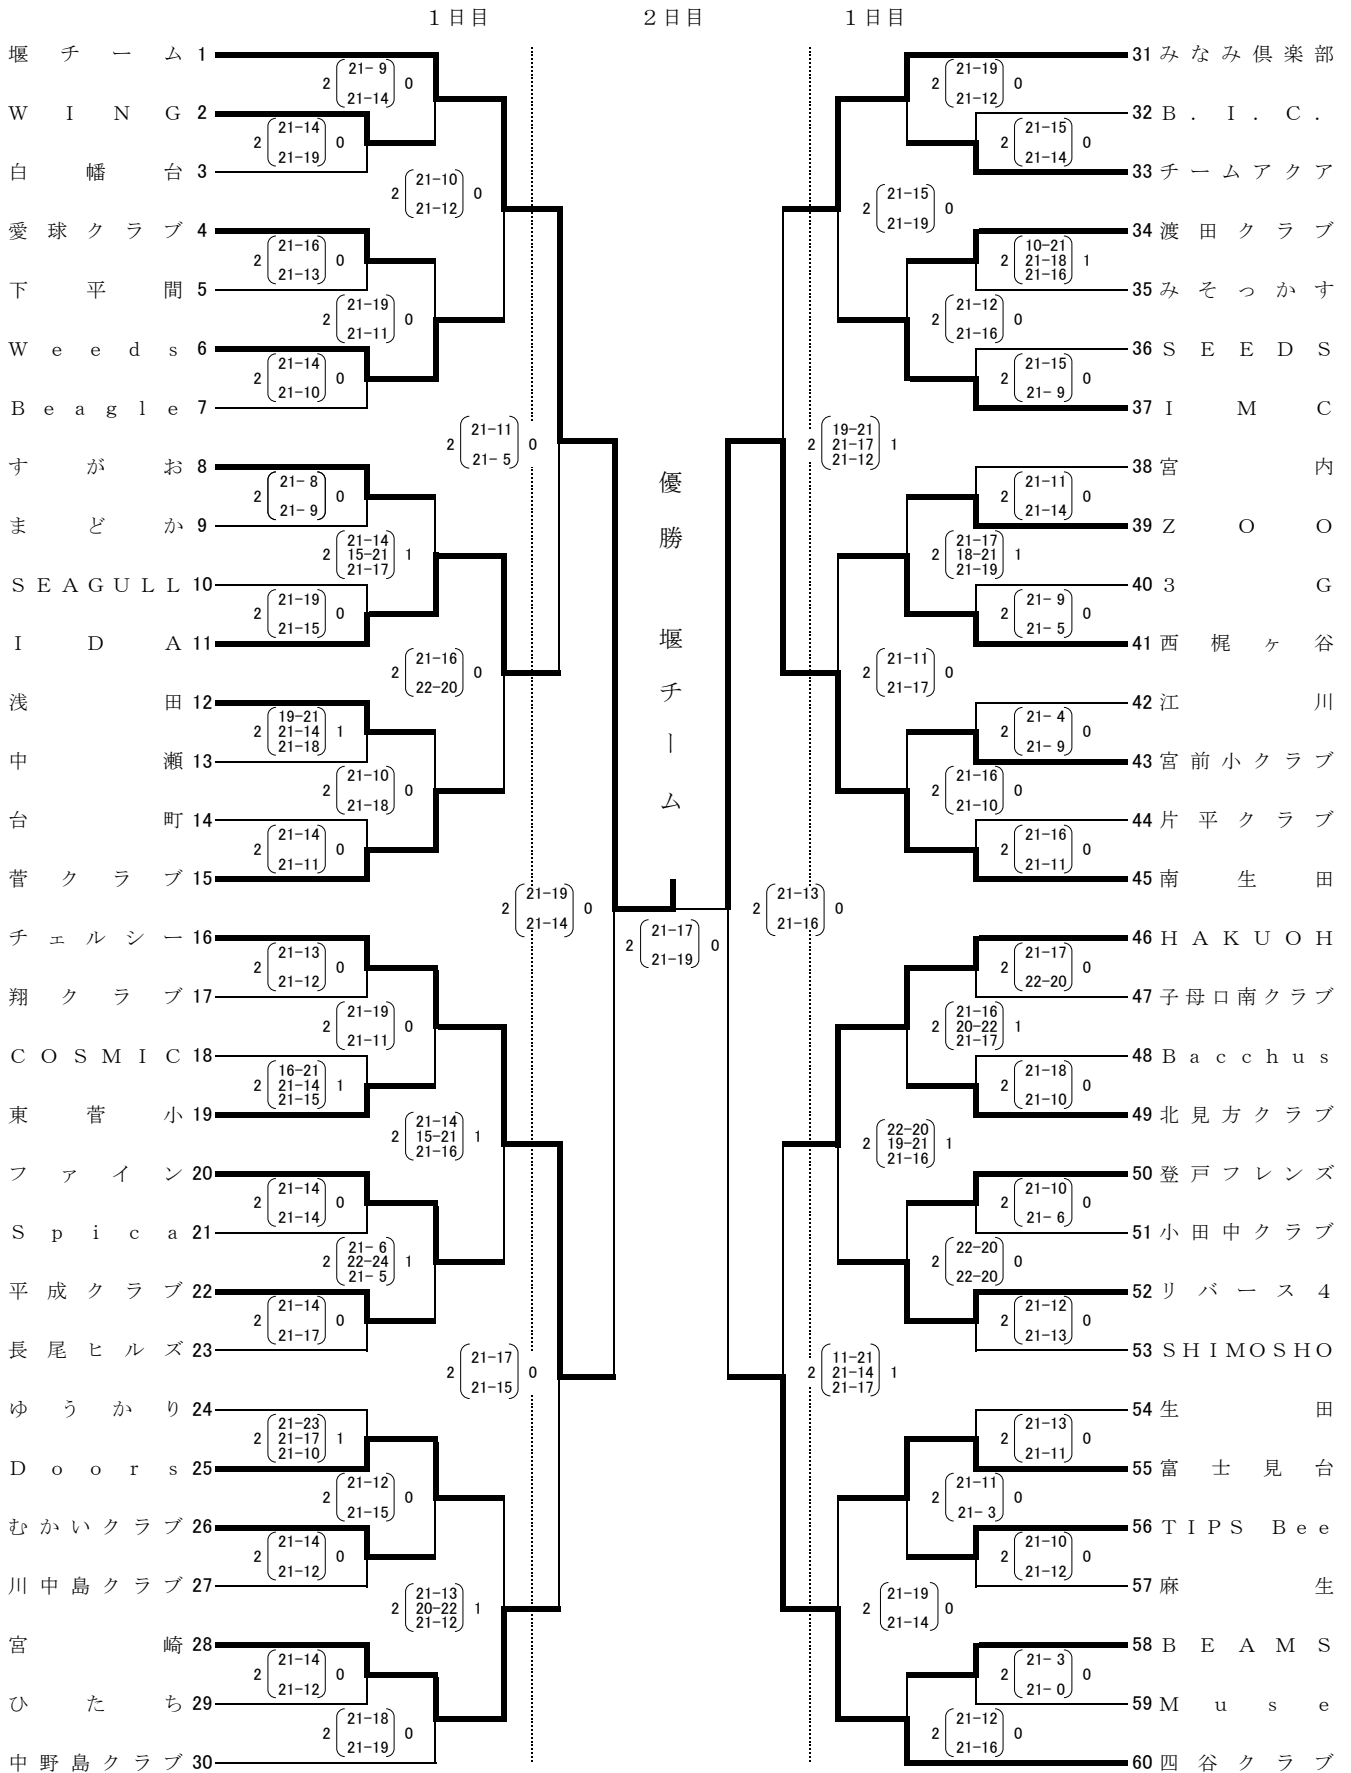 1日目 2日目 1日目
堰チーム 1
WING 2
白幡台 3
愛球クラブ 4
下平間 5
Weeds 6
Beagle 7
すがお 8
まどか 9
SEAGULL 10
IDA 11
浅田 12
中瀬 13
台町 14
菅クラブ 15
チェルシー 16
翔クラブ 17
COSMIC 18
東菅小 19
ファイン 20
Spica 21
平成クラブ 22
長尾ヒルズ 23
ゆうかり 24
Doors 25
むかいクラブ 26
川中島クラブ 27
宮崎 28
ひたち 29
中野島クラブ 30
2 21-9 21-14 0
2 21-14 21-19 0
2 21-10 21-12 0
2 21-16 21-13 0
2 21-19 21-11 0
2 21-14 21-10 0
2 21-11 21-5 0
2 21-8 21-9 0
2 21-14 15-21 21-17 1
2 21-19 21-15 0
2 21-16 22-20 0
2 19-21 21-14 21-18 1
2 21-10 21-18 0
2 21-14 21-11 0
2 21-19 21-14 0
2 21-13 21-12 0
2 21-19 21-11 0
2 16-21 21-14 21-15 1
2 21-14 15-21 21-16 1
2 21-14 21-14 0
2 21-6 22-24 21-5 1
2 21-14 21-17 0
2 21-17 21-15 0
2 21-23 21-17 21-10 1
2 21-12 21-15 0
2 21-14 21-12 0
2 21-13 20-22 21-12 1
2 21-14 21-12 0
2 21-18 21-19 0
優勝 堰チーム
2 21-17 21-19 0
31 みなみ倶楽部
32 B.I.C.
33 チームアクア
34 渡田クラブ
35 みそっかす
36 SEEDS
37 IMC
38 宮内
39 ZOO
40 3G
41 西梶ヶ谷
42 江川
43 宮前小クラブ
44 片平クラブ
45 南生田
46 HAKUOH
47 子母口南クラブ
48 Bacchus
49 北見方クラブ
50 登戸フレンズ
51 小田中クラブ
52 リバース4
53 SHIMOSHO
54 生田
55 富士見台
56 TIPS Bee
57 麻生
58 BEAMS
59 Muse
60 四谷クラブ
2 21-19 21-12 0
2 21-15 21-14 0
2 21-15 21-19 0
2 10-21 21-18 21-16 1
2 21-12 21-16 0
2 21-15 21-9 0
2 19-21 21-17 21-12 1
2 21-11 21-14 0
2 21-17 18-21 21-19 1
2 21-9 21-5 0
2 21-11 21-17 0
2 21-4 21-9 0
2 21-16 21-10 0
2 21-16 21-11 0
2 21-13 21-16 0
2 21-17 22-20 0
2 21-16 20-22 21-17 1
2 21-18 21-10 0
2 22-20 19-21 21-16 1
2 21-10 21-6 0
2 22-20 22-20 0
2 21-12 21-13 0
2 11-21 21-14 21-17 1
2 21-13 21-11 0
2 21-11 21-3 0
2 21-10 21-12 0
2 21-19 21-14 0
2 21-3 21-0 0
2 21-12 21-16 0